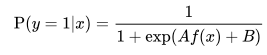 P(y = 1|x) = 1 / (1 + exp(Af(x) + B))